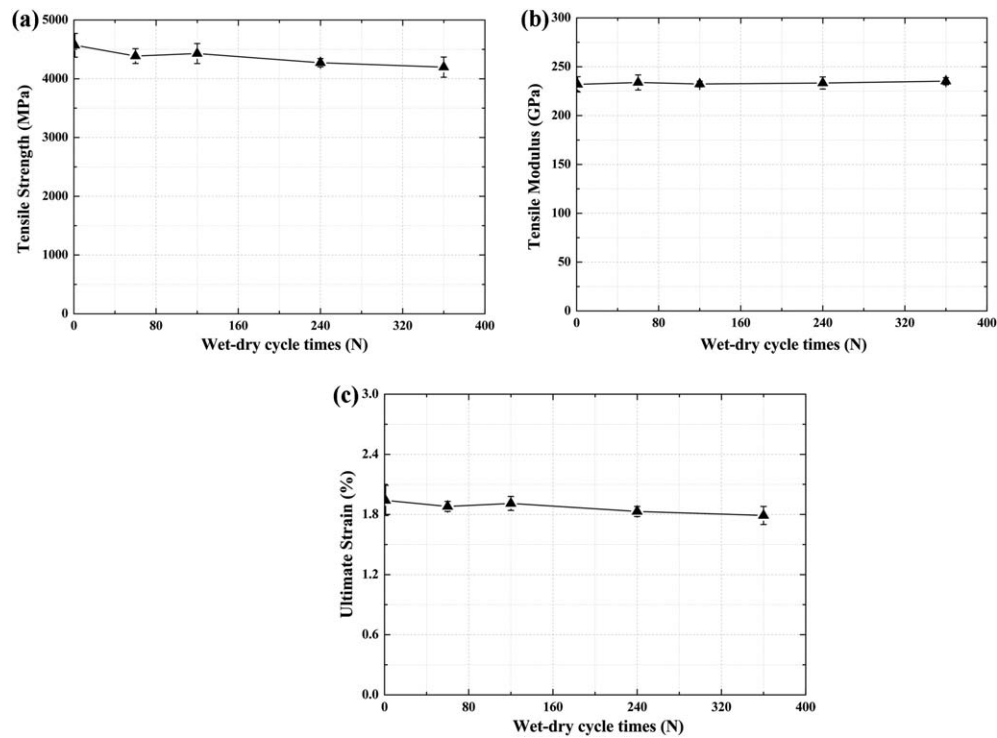 (a)
5000
4000
3000
2000
1000
0
Tensile Strength (MPa)
0 80 160 240 320 400
Wet-dry cycle times (N)
(b)
300
250
200
150
100
50
0
Tensile Modulus (GPa)
0 80 160 240 320 400
Wet-dry cycle times (N)
(c)
3.0
2.4
1.8
1.2
0.6
0.0
Ultimate Strain (%)
0 80 160 240 320 400
Wet-dry cycle times (N)